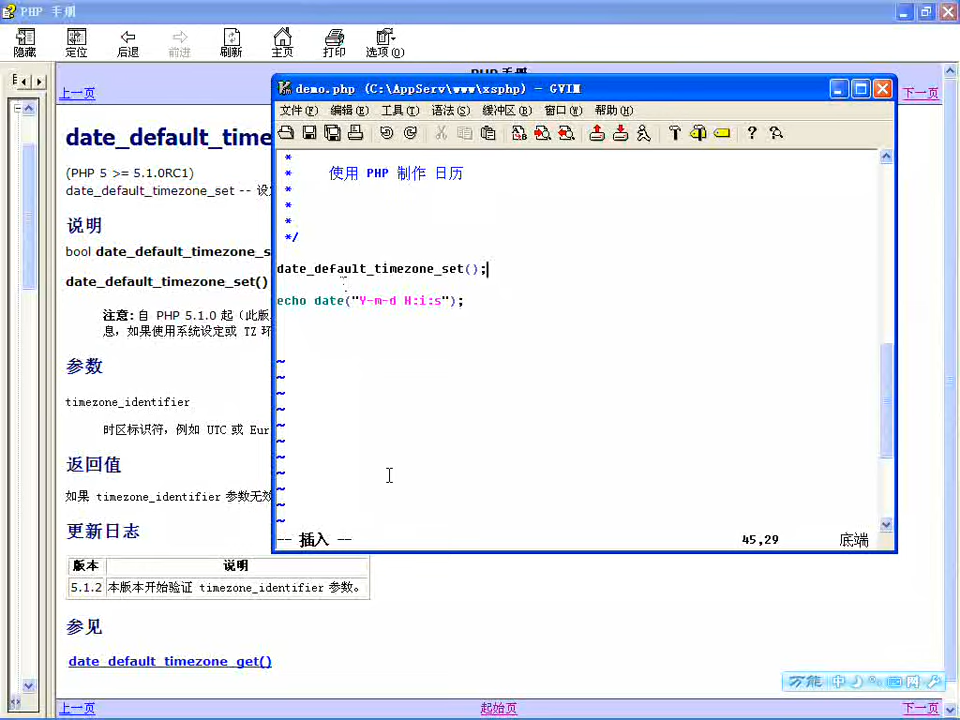 PHP 手册
隐藏 定位 后退 前进 刷新 主页 打印 选项(O)
上一页
下一页
date_default_time
(PHP 5 >= 5.1.0RC1)
date_default_timezone_set -- 设
说明
bool date_default_timezone_s
date_default_timezone_set()
注意: 自 PHP 5.1.0 起 (此版
息, 如果使用系统设定或 TZ 环
参数
timezone_identifier
时区标识符, 例如 UTC 或 Eur
返回值
如果 timezone_identifier 参数无效
更新日志
版本 说明
5.1.2 本版本开始验证 timezone_identifier 参数。
参见
date_default_timezone_get()
上一页 起始页 下一页
demo.php (C:\AppServ\www\xsphp) - GVIM
文件(F) 编辑(E) 工具(T) 语法(S) 缓冲区(B) 窗口(W) 帮助(H)
*
* 使用 PHP 制作 日历
*
*
*
*/
date_default_timezone_set();
echo date("Y-m-d H:i:s");
~
~
~
~
~
~
~
~
~
~
~
-- 插入 -- 45,29 底端
万能 中